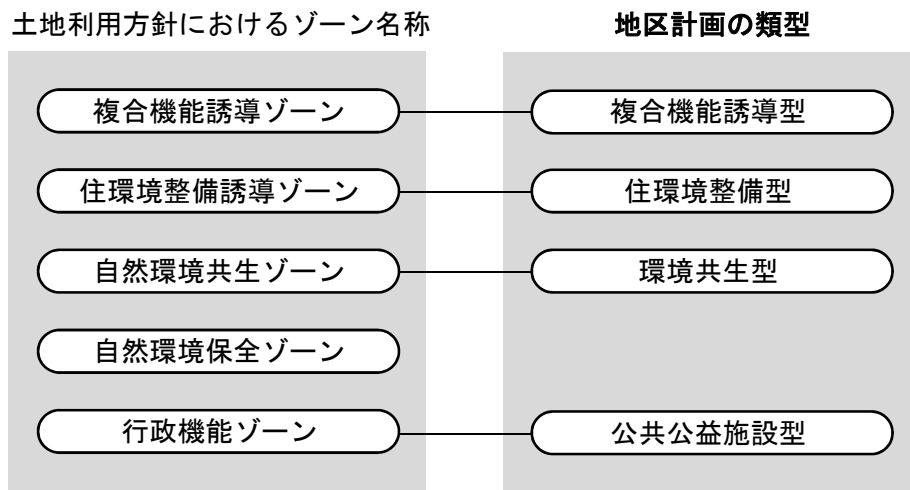 土地利用方針におけるゾーン名称
地区計画の類型
複合機能誘導ゾーン
複合機能誘導型
住環境整備誘導ゾーン
住環境整備型
自然環境共生ゾーン
環境共生型
自然環境保全ゾーン
行政機能ゾーン
公共公益施設型